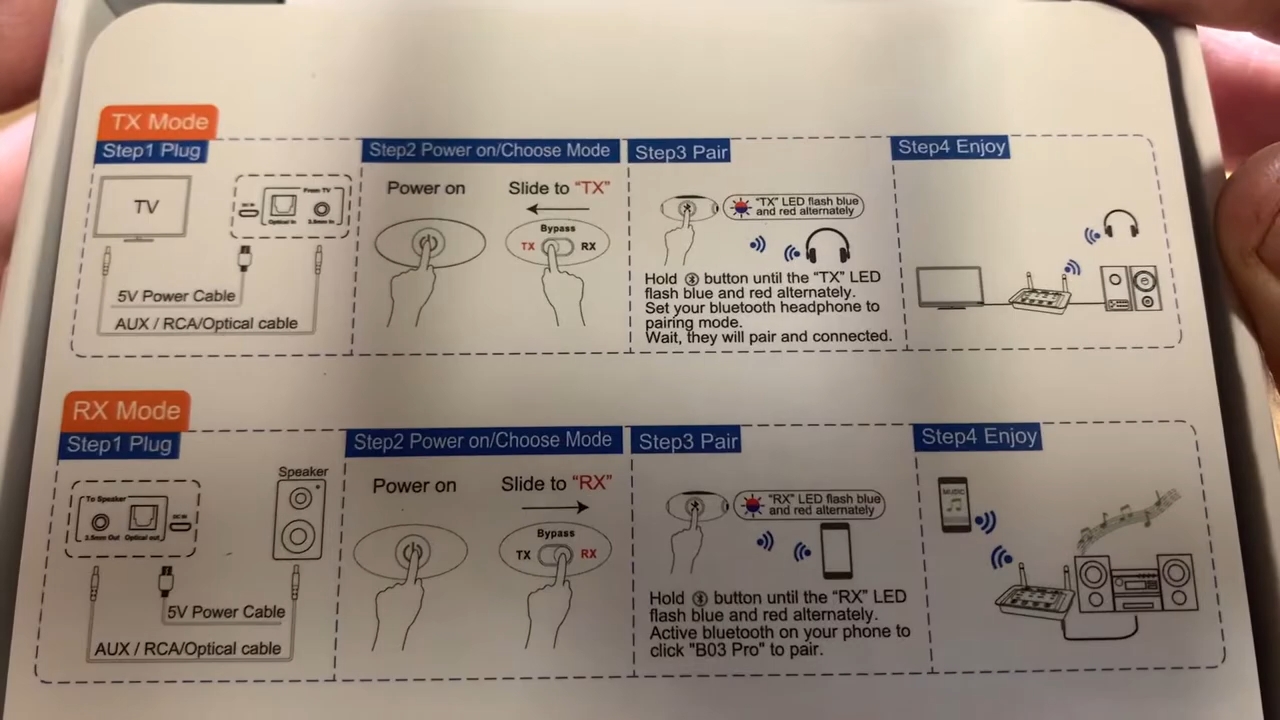 TX Mode
Step1 Plug
TV
From TV
DC IN
Optical In
3.5mm In
5V Power Cable
AUX / RCA/Optical cable
Step2 Power on/Choose Mode
Power on
Slide to "TX"
Bypass
TX RX
Step3 Pair
"TX" LED flash blue
and red alternately
Hold button until the "TX" LED
flash blue and red alternately.
Set your bluetooth headphone to
pairing mode.
Wait, they will pair and connected.
Step4 Enjoy
RX Mode
Step1 Plug
Speaker
To Speaker
DC IN
3.5mm Out Optical out
5V Power Cable
AUX / RCA/Optical cable
Step2 Power on/Choose Mode
Power on
Slide to "RX"
Bypass
TX RX
Step3 Pair
"RX" LED flash blue
and red alternately
Hold button until the "RX" LED
flash blue and red alternately.
Active bluetooth on your phone to
click "B03 Pro" to pair.
Step4 Enjoy
MUSIC